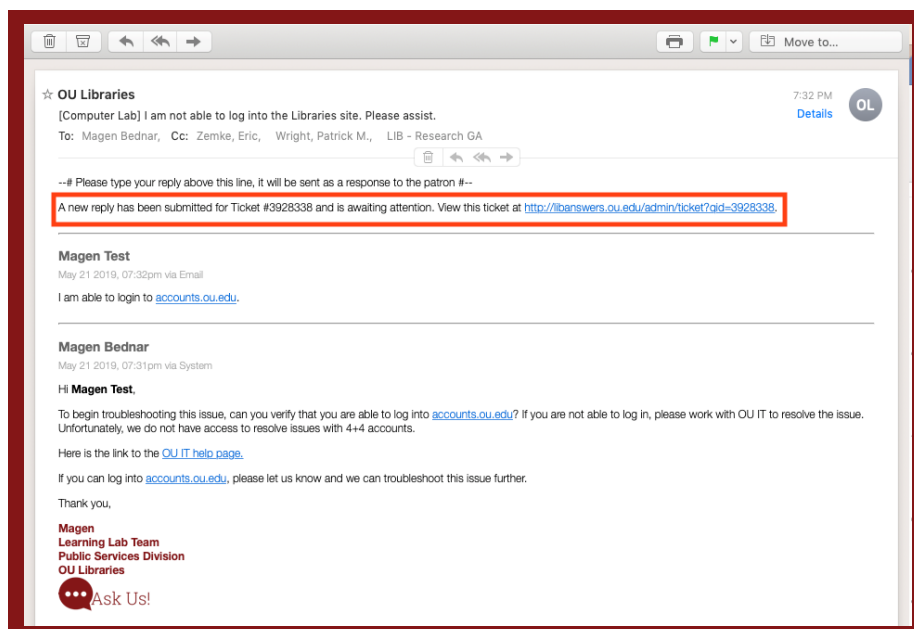 Move to...
OU Libraries
7:32 PM
OL
[Computer Lab] I am not able to log into the Libraries site. Please assist.
Details
To: Magen Bednar, Cc: Zemke, Eric, Wright, Patrick M., LIB - Research GA
--# Please type your reply above this line, it will be sent as a response to the patron #--
A new reply has been submitted for Ticket #3928338 and is awaiting attention. View this ticket at http://libanswers.ou.edu/admin/ticket?qid=3928338.
Magen Test
May 21 2019, 07:32pm via Email
I am able to login to accounts.ou.edu.
Magen Bednar
May 21 2019, 07:31pm via System
Hi Magen Test,
To begin troubleshooting this issue, can you verify that you are able to log into accounts.ou.edu? If you are not able to log in, please work with OU IT to resolve the issue.
Unfortunately, we do not have access to resolve issues with 4+4 accounts.
Here is the link to the OU IT help page.
If you can log into accounts.ou.edu, please let us know and we can troubleshoot this issue further.
Thank you,
Magen
Learning Lab Team
Public Services Division
OU Libraries
Ask Us!